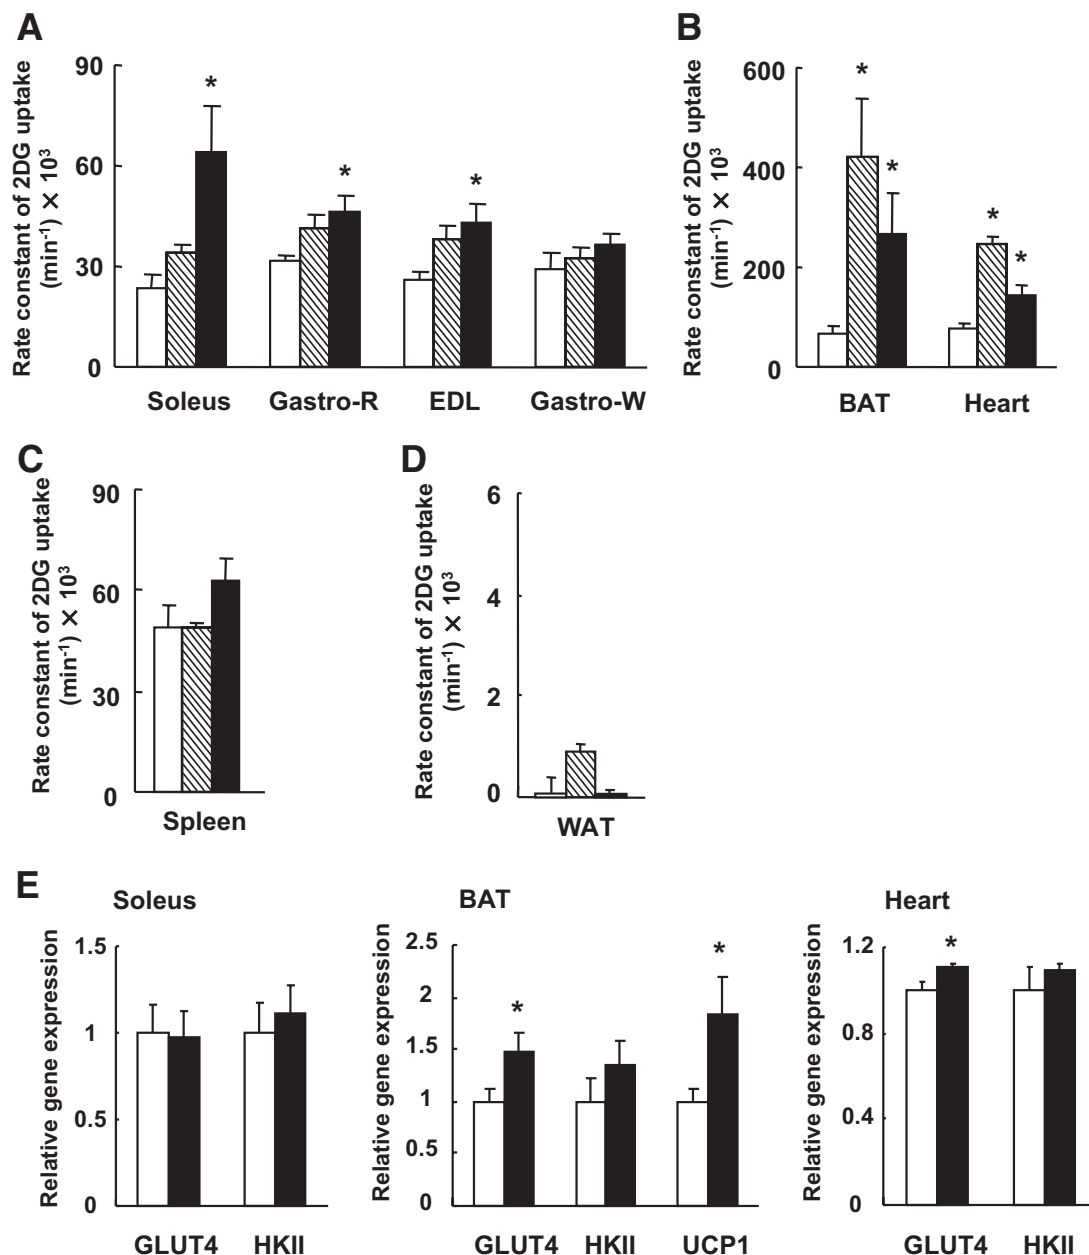 A
Rate constant of 2DG uptake
(min-1) × 10³
90
60
30
0
*
*
*
Soleus Gastro-R EDL Gastro-W
B
Rate constant of 2DG uptake
(min-1) × 10³
600
400
200
0
*
*
*
*
BAT Heart
C
Rate constant of 2DG uptake
(min-1) × 10³
90
60
30
0
Spleen
D
Rate constant of 2DG uptake
(min-1) × 10³
6
4
2
0
WAT
E
Soleus
Relative gene expression
1.5
1
0.5
0
GLUT4 HKII
BAT
Relative gene expression
2.5
2
1.5
1
0.5
0
*
*
GLUT4 HKII UCP1
Heart
Relative gene expression
1.2
0.8
0.4
0
*
GLUT4 HKII